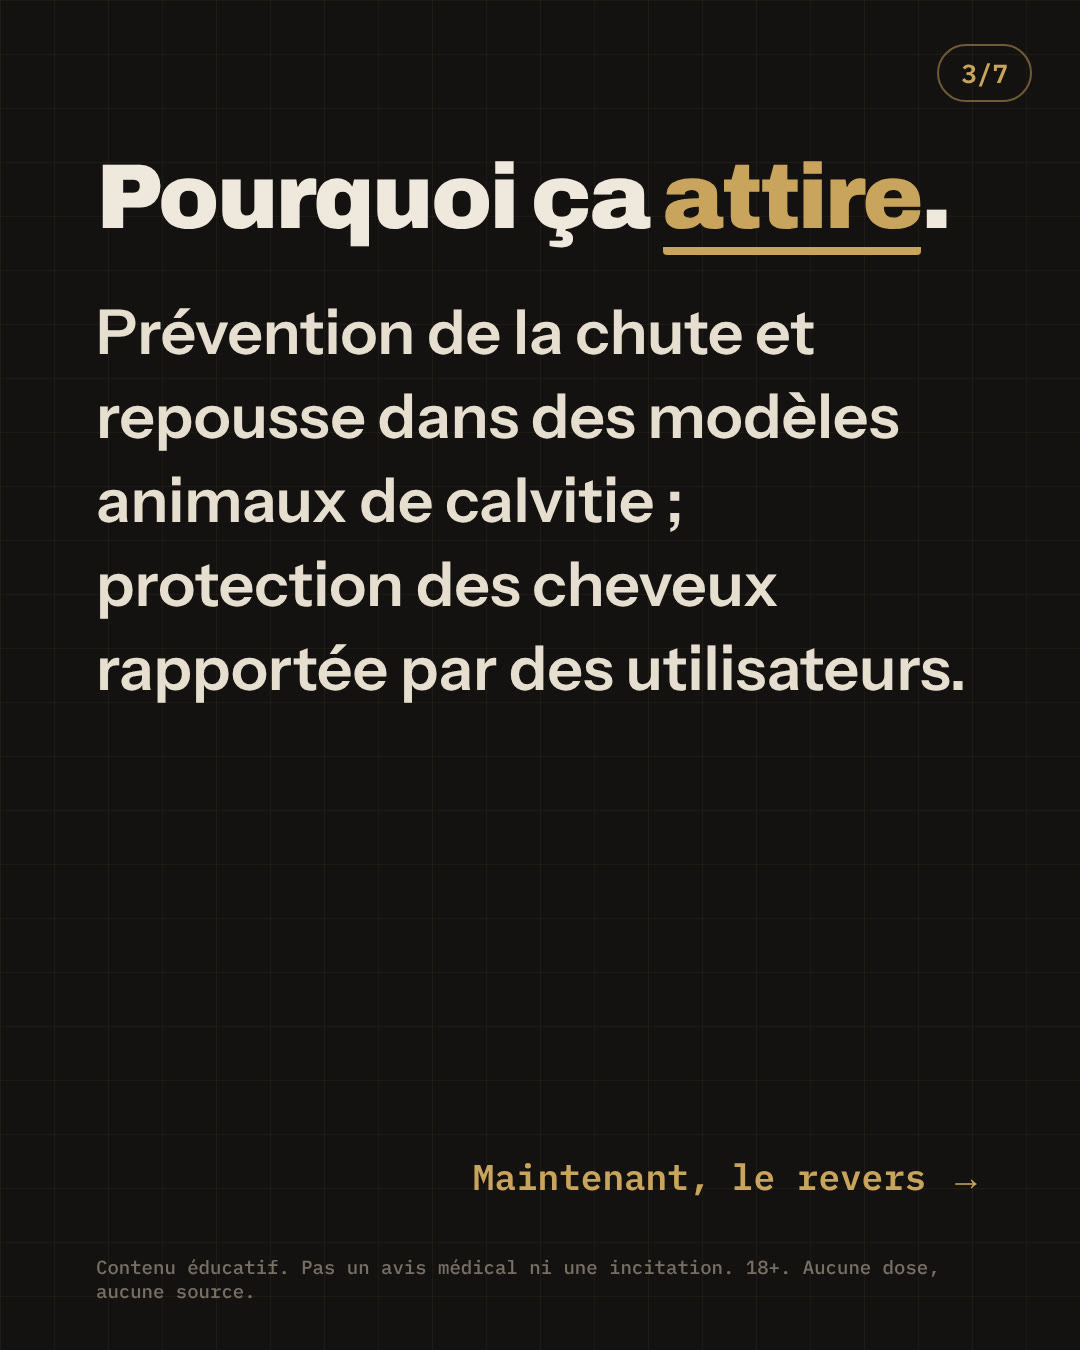 3/7
Pourquoi ça attire.
Prévention de la chute et
repousse dans des modèles
animaux de calvitie ;
protection des cheveux
rapportée par des utilisateurs.
Maintenant, le revers →
Contenu éducatif. Pas un avis médical ni une incitation. 18+. Aucune dose,
aucune source.